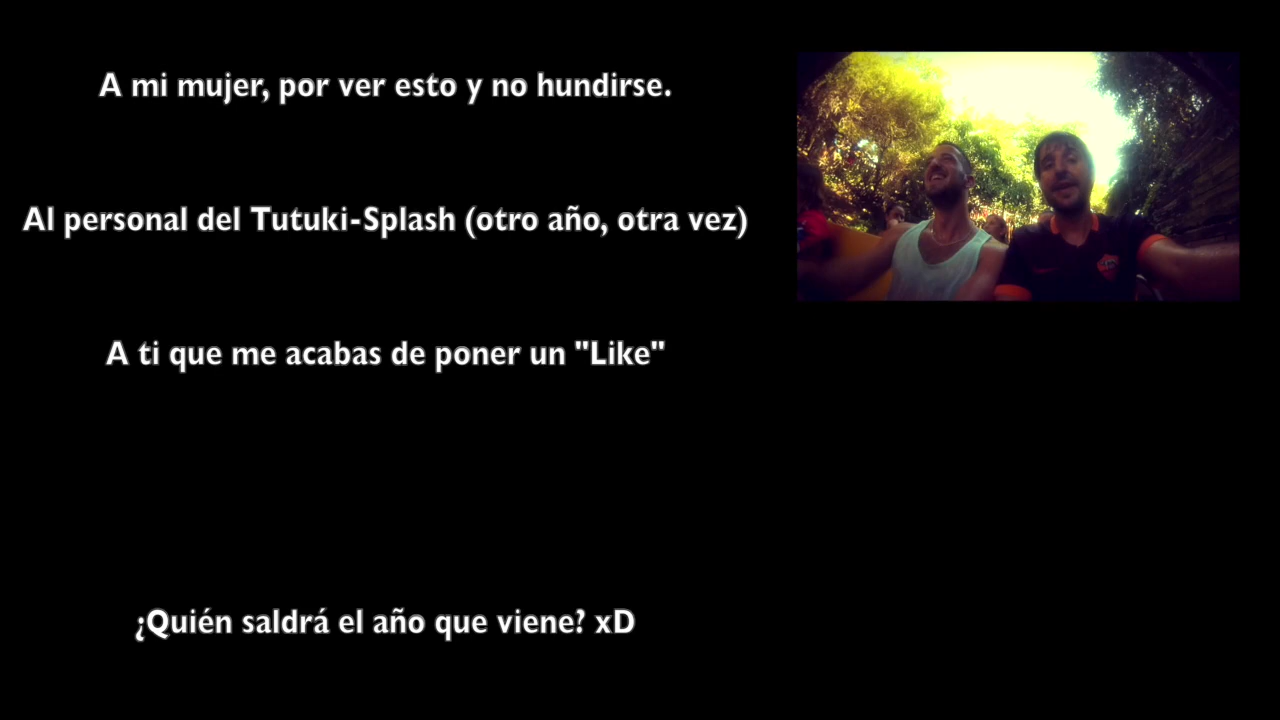 A mi mujer, por ver esto y no hundirse.
Al personal del Tutuki-Splash (otro año, otra vez)
A ti que me acabas de poner un "Like"
¿Quién saldrá el año que viene? xD